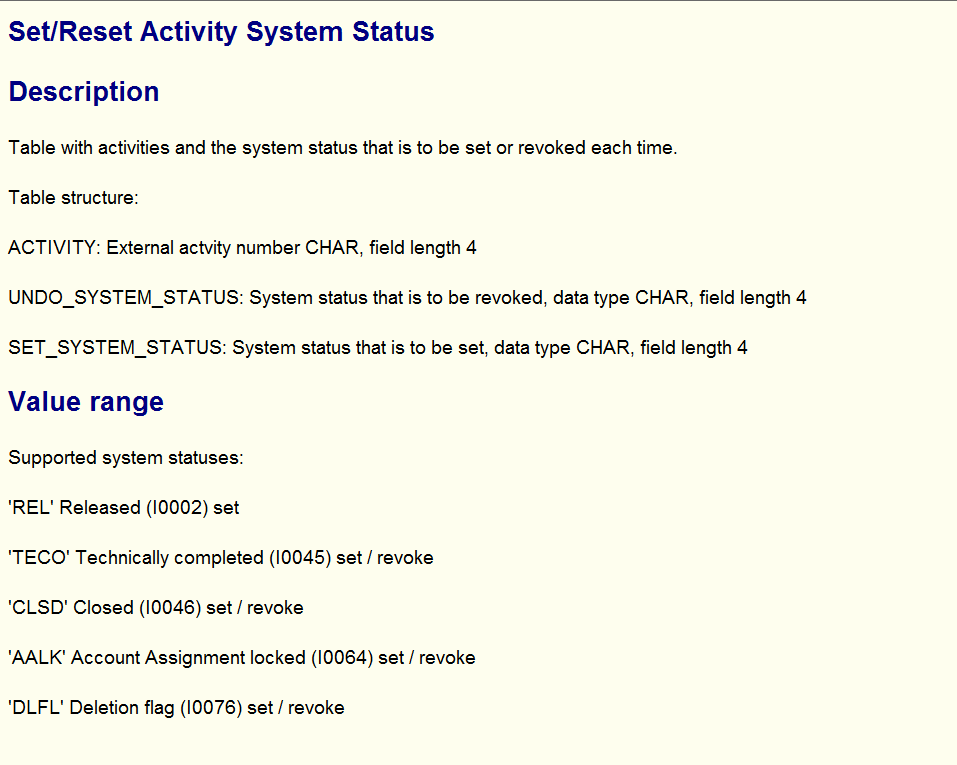 Set/Reset Activity System Status
Description
Table with activities and the system status that is to be set or revoked each time.
Table structure:
ACTIVITY: External actvity number CHAR, field length 4
UNDO_SYSTEM_STATUS: System status that is to be revoked, data type CHAR, field length 4
SET_SYSTEM_STATUS: System status that is to be set, data type CHAR, field length 4
Value range
Supported system statuses:
'REL' Released (I0002) set
'TECO' Technically completed (I0045) set / revoke
'CLSD' Closed (I0046) set / revoke
'AALK' Account Assignment locked (I0064) set / revoke
'DLFL' Deletion flag (I0076) set / revoke